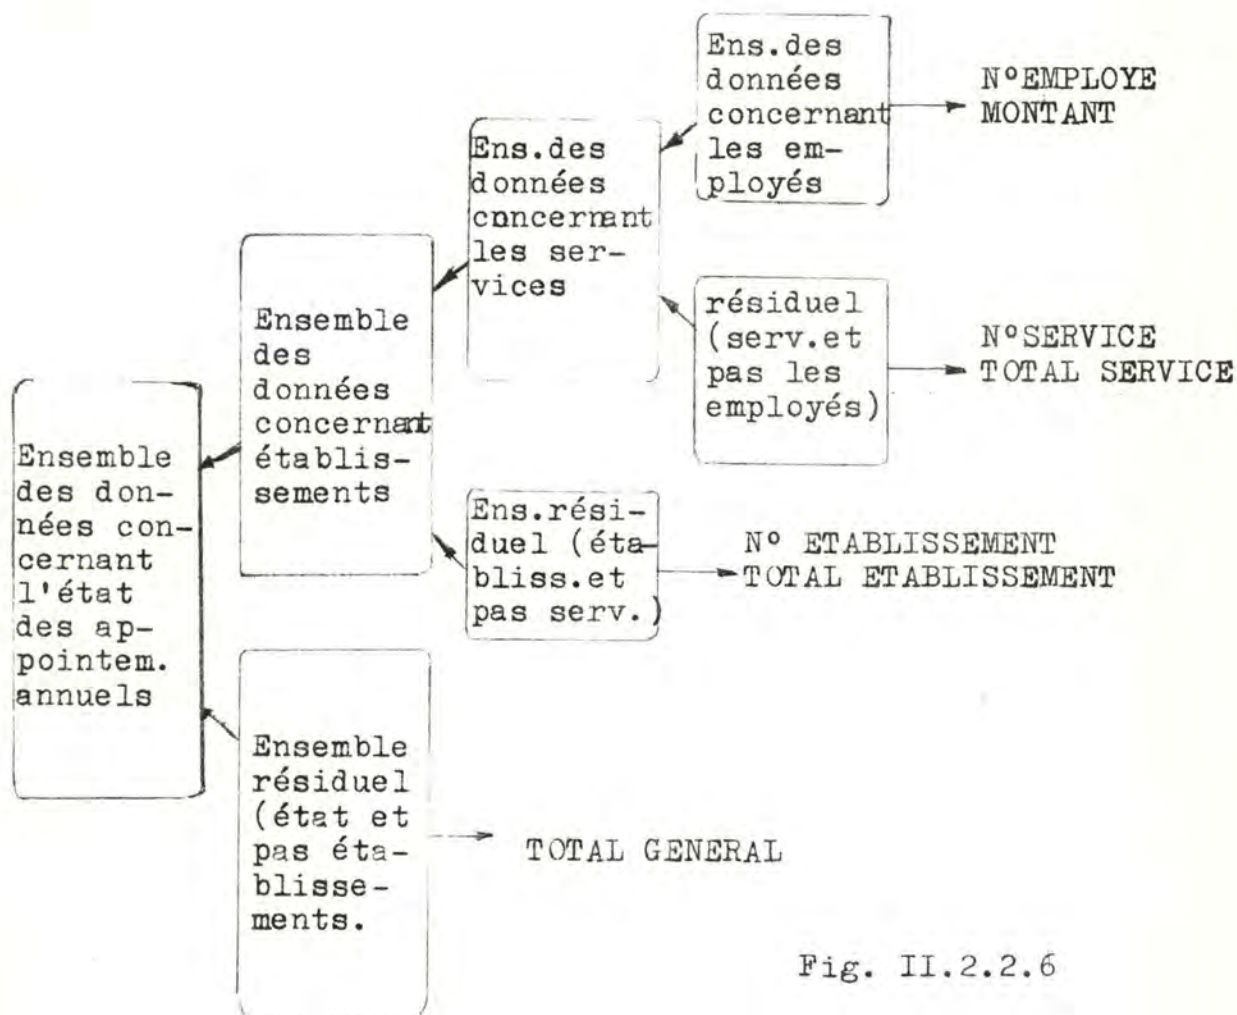 Ens.des
données
concernant
les em-
ployés
N°EMPLOYE
MONTANT
Ens.des
données
cncernant
les ser-
vices
résiduel
(serv.et
pas les
employés)
N°SERVICE
TOTAL SERVICE
Ensemble
des
données
concernant
établis-
sements
Ens.rési-
duel (éta-
bliss.et
pas serv.)
N° ETABLISSEMENT
TOTAL ETABLISSEMENT
Ensemble
des don-
nées con-
cernant
l'état
des ap-
pointem.
annuels
Ensemble
résiduel
(état et
pas éta-
blisse-
ments.
TOTAL GENERAL
Fig. II.2.2.6